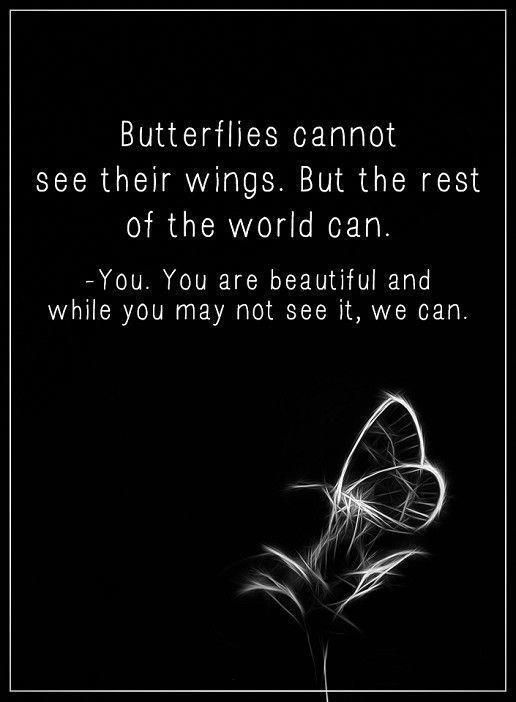 Butterflies cannot
see their wings. But the rest
of the world can.
-You. You are beautiful and
while you may not see it, we can.